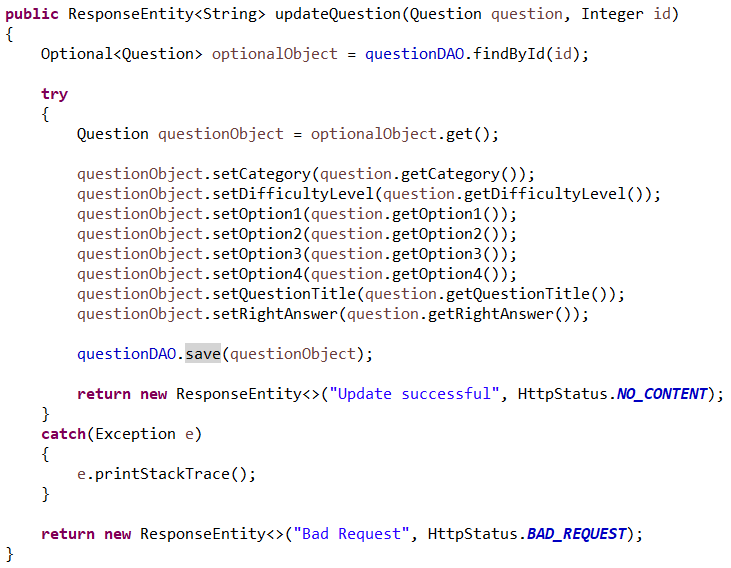 public ResponseEntity<String> updateQuestion(Question question, Integer id)
{
    Optional<Question> optionalObject = questionDAO.findById(id);

    try
    {
        Question questionObject = optionalObject.get();

        questionObject.setCategory(question.getCategory());
        questionObject.setDifficultyLevel(question.getDifficultyLevel());
        questionObject.setOption1(question.getOption1());
        questionObject.setOption2(question.getOption2());
        questionObject.setOption3(question.getOption3());
        questionObject.setOption4(question.getOption4());
        questionObject.setQuestionTitle(question.getQuestionTitle());
        questionObject.setRightAnswer(question.getRightAnswer());

        questionDAO.save(questionObject);

        return new ResponseEntity<>("Update successful", HttpStatus.NO_CONTENT);
    }
    catch(Exception e)
    {
        e.printStackTrace();
    }

    return new ResponseEntity<>("Bad Request", HttpStatus.BAD_REQUEST);
}